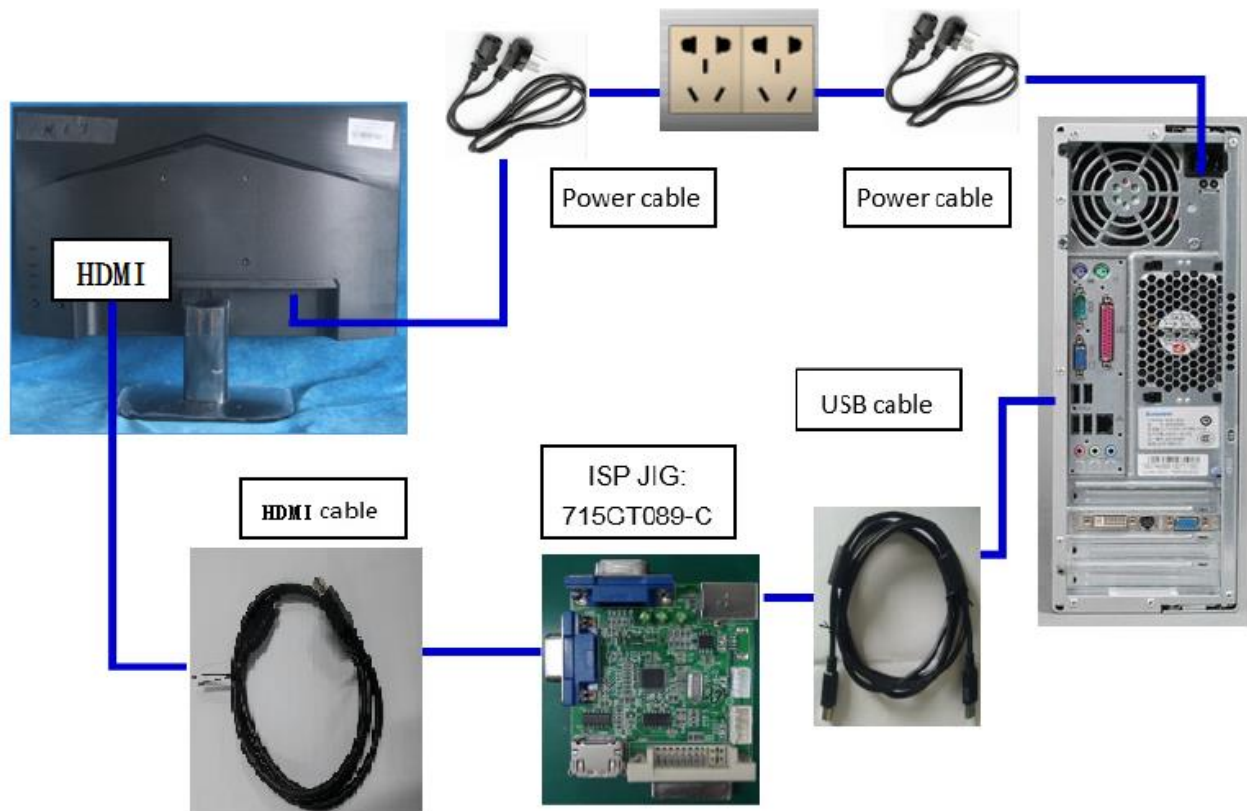 Power cable
Power cable
HDMI
USB cable
ISP JIG:
715GT089-C
HDMI cable